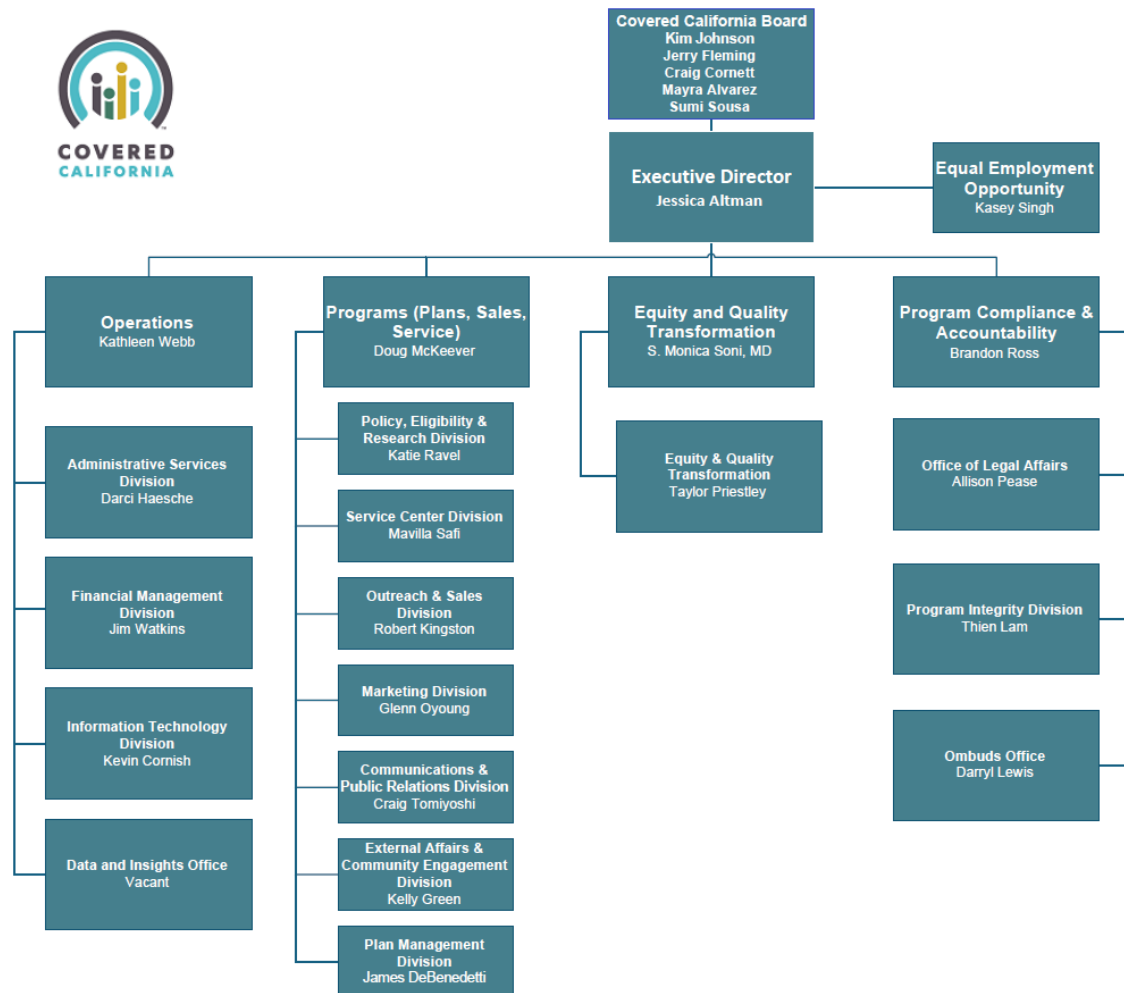 COVERED
CALIFORNIA
Covered California Board
Kim Johnson
Jerry Fleming
Craig Cornett
Mayra Alvarez
Sumi Sousa
Executive Director
Jessica Altman
Equal Employment
Opportunity
Kasey Singh
Operations
Kathleen Webb
Administrative Services
Division
Darci Haesche
Financial Management
Division
Jim Watkins
Information Technology
Division
Kevin Cornish
Data and Insights Office
Vacant
Programs (Plans, Sales,
Service)
Doug McKeever
Policy, Eligibility &
Research Division
Katie Ravel
Service Center Division
Mavilla Safi
Outreach & Sales
Division
Robert Kingston
Marketing Division
Glenn Oyoung
Communications &
Public Relations Division
Craig Tomiyoshi
External Affairs &
Community Engagement
Division
Kelly Green
Plan Management
Division
James DeBenedetti
Equity and Quality
Transformation
S. Monica Soni, MD
Equity & Quality
Transformation
Taylor Priestley
Program Compliance &
Accountability
Brandon Ross
Office of Legal Affairs
Allison Pease
Program Integrity Division
Thien Lam
Ombuds Office
Darryl Lewis